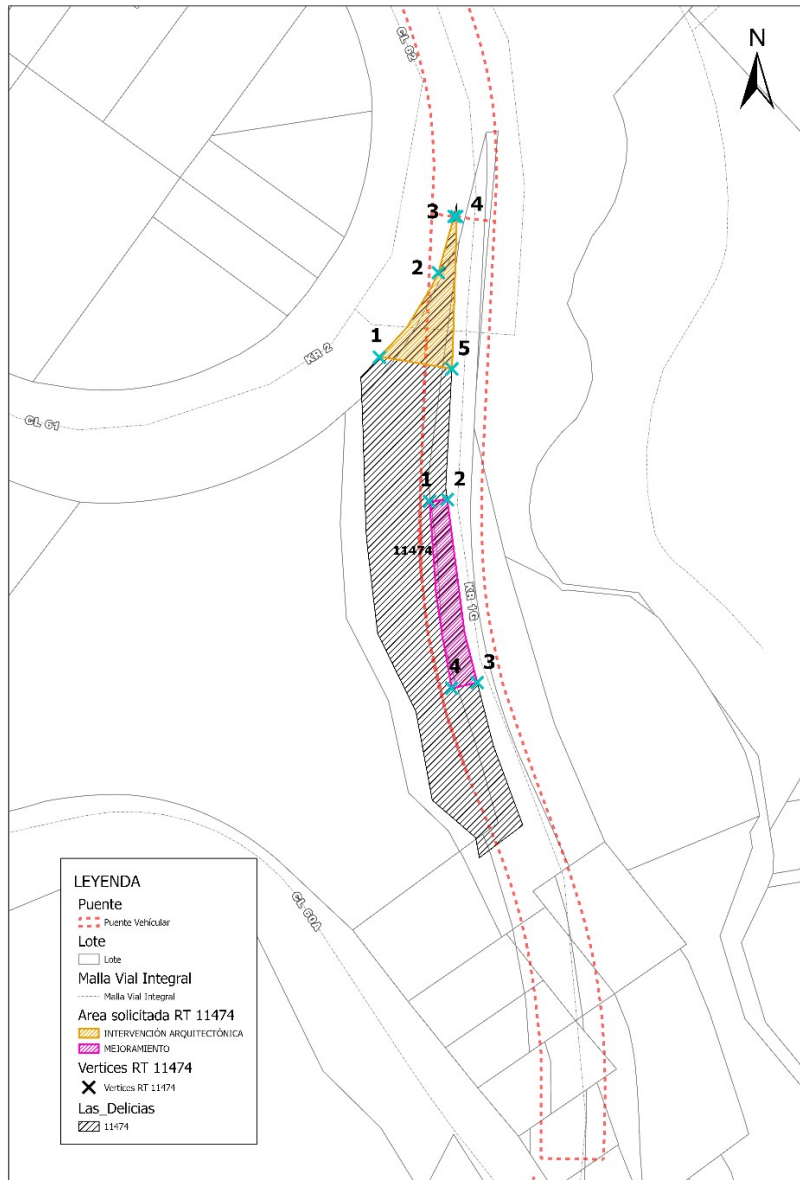 N
CL 62
3
4
2
1
5
KR 2
CL 61
1
2
11474
KR 1G
4
3
CL 60A
LEYENDA
Puente
Puente Vehícular
Lote
Lote
Malla Vial Integral
Malla Vial Integral
Area solicitada RT 11474
INTERVENCIÓN ARQUITECTÓNICA
MEJORAMIENTO
Vertices RT 11474
Vertices RT 11474
Las_Delicias
11474